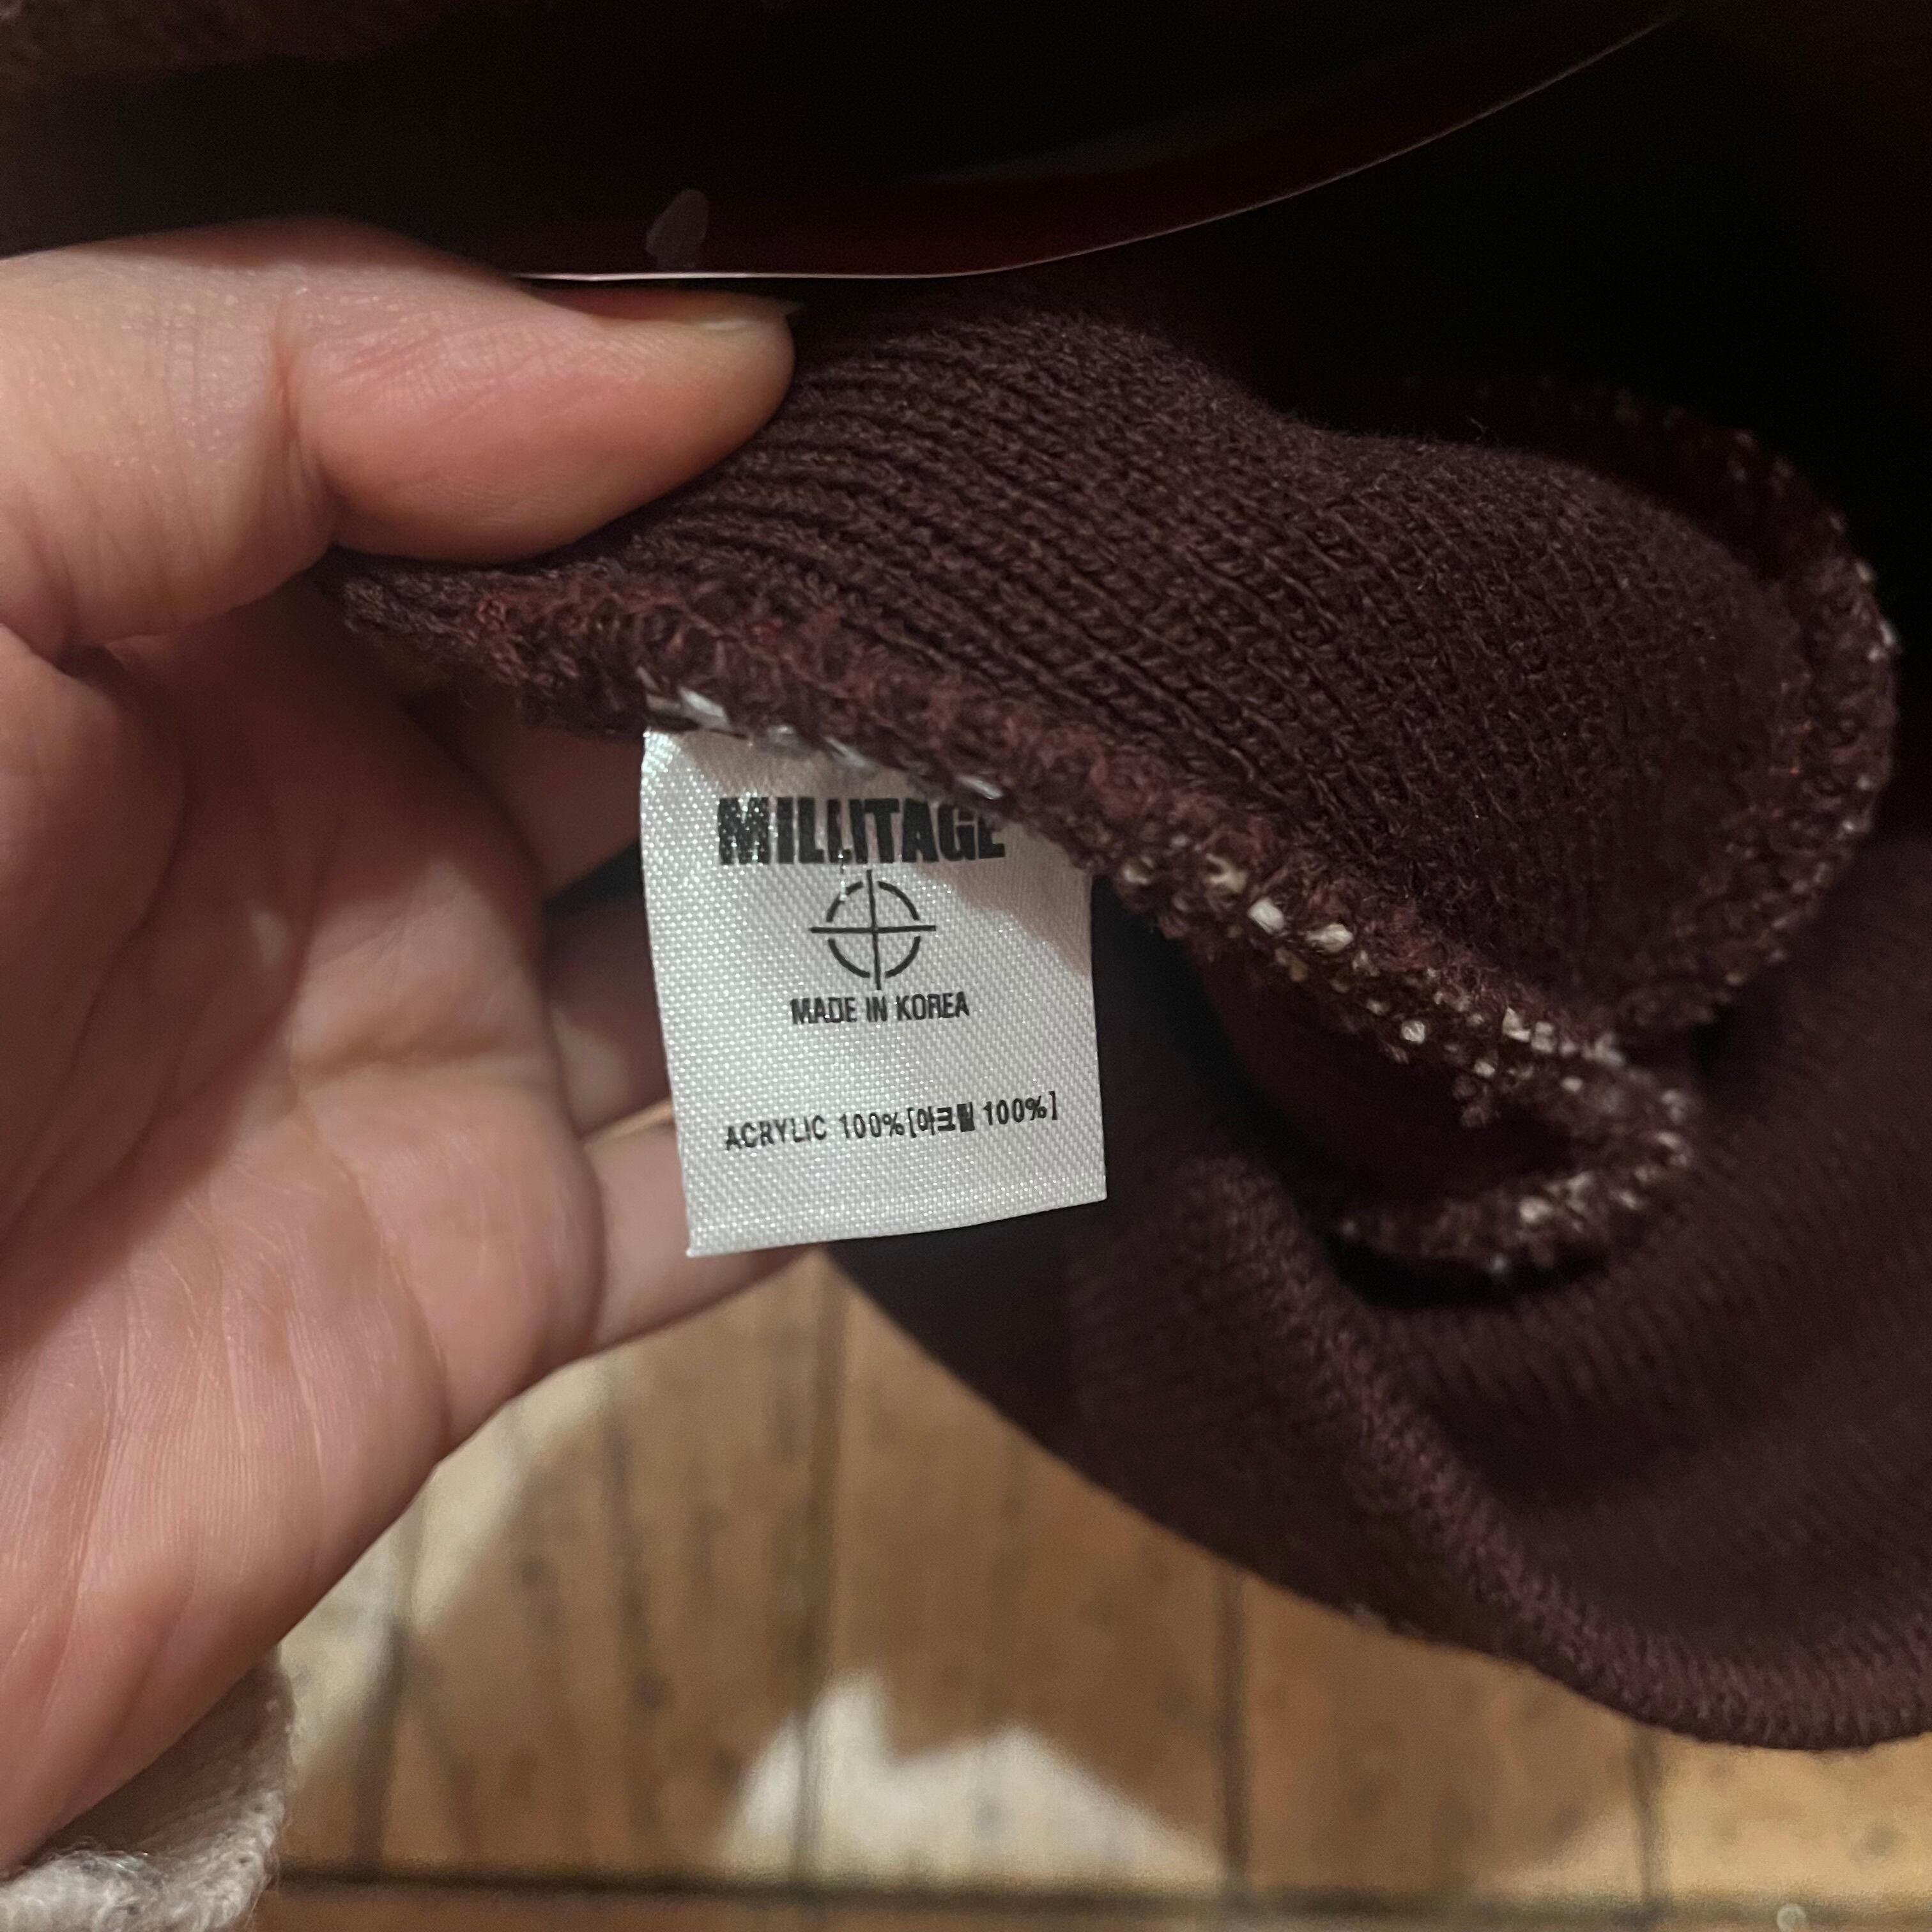 MILLITAGE
MADE IN KOREA
ACRYLIC 100%[아크릴 100%]